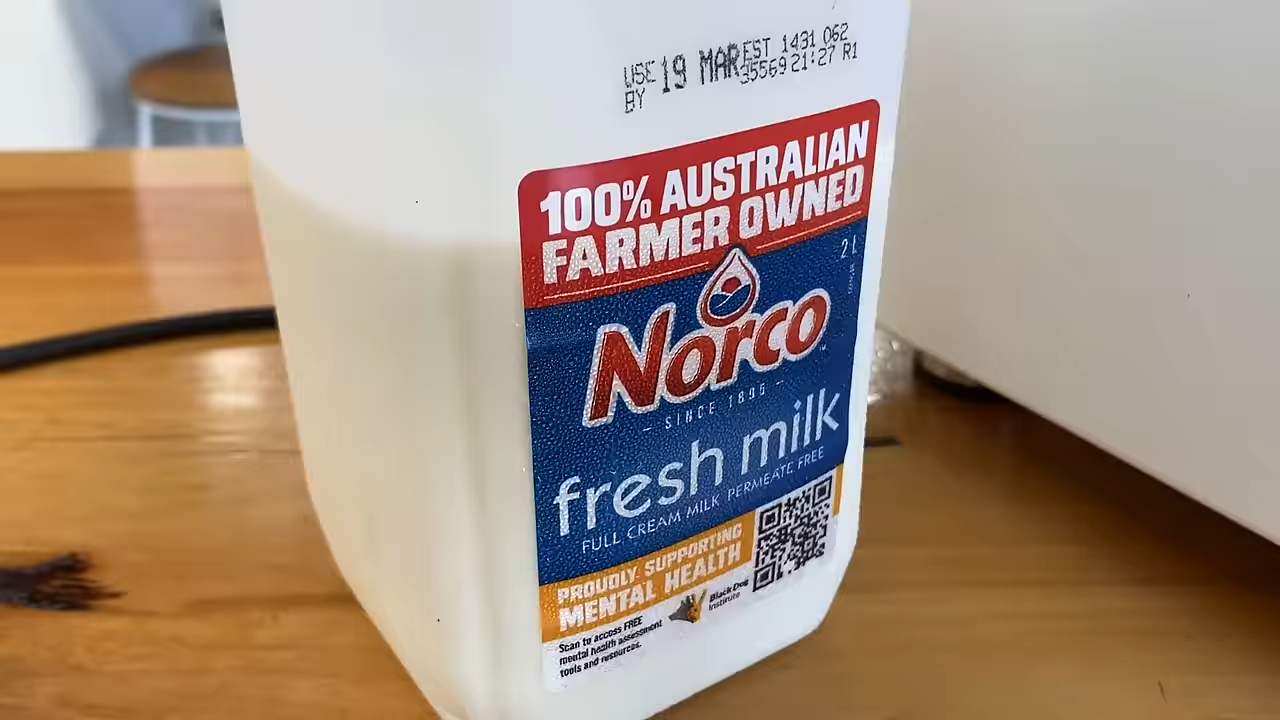 USE 19 MAR EST 1431 062
BY 35569 21:27 R1
100% AUSTRALIAN
FARMER OWNED
2 L
Norco
SINCE 1895
fresh milk
FULL CREAM MILK PERMEATE FREE
PROUDLY SUPPORTING
MENTAL HEALTH
Black Dog
Institute
Scan to access FREE
mental health assessment
tools and resources.